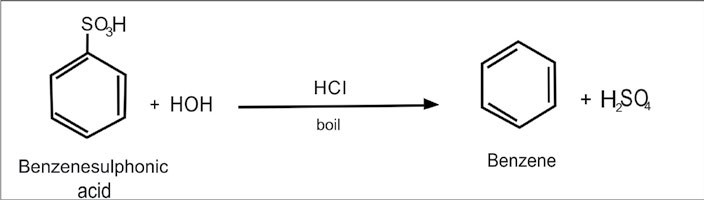 SO₃H
+ HOH
HCl
boil
+ H₂SO₄
Benzenesulphonic
acid
Benzene